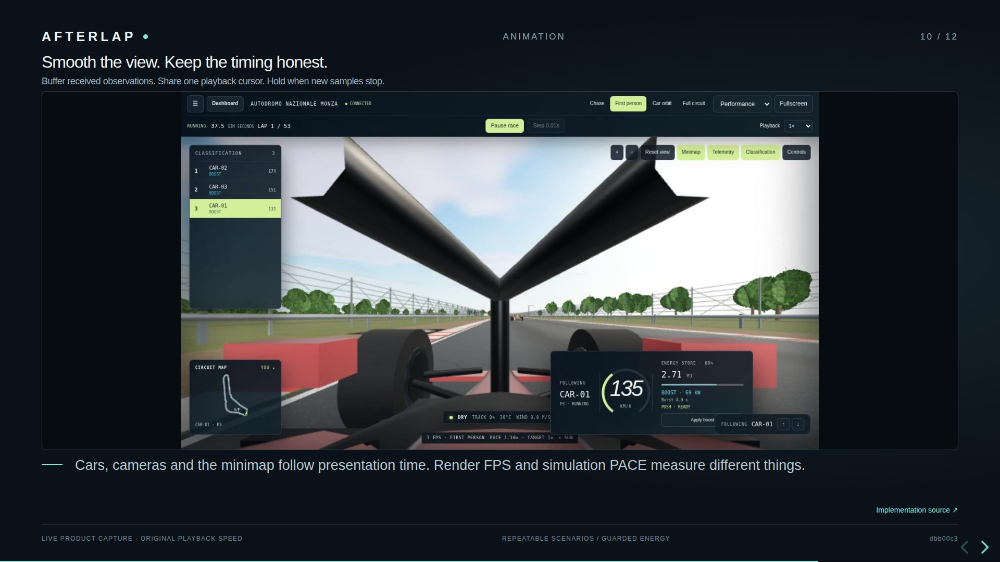 AFTERLAP
ANIMATION
10 / 12
Smooth the view. Keep the timing honest.
Buffer received observations. Share one playback cursor. Hold when new samples stop.
☰ Dashboard AUTODROMO NAZIONALE MONZA ● CONNECTED
Chase First person Car orbit Full circuit Performance Fullscreen
RUNNING 37.5 SIM SECONDS LAP 1 / 53
Pause race Step 0.01s
Playback 1×
CLASSIFICATION 3
1 CAR-02 174
BOOST
2 CAR-03 151
BOOST
3 CAR-01 135
BOOST
+ − Reset view Minimap Telemetry Classification Controls
CIRCUIT MAP YOU ▲
S/F
CAR-01 · P3
DRY TRACK 0% 30°C WIND 0.0 M/S
1 FPS · FIRST PERSON PACE 1.10× · TARGET 1× ☀ SUN
FOLLOWING
CAR-01
P3 · RUNNING
135
KM/H
ENERGY STORE · 68%
2.71 MJ
BOOST · 69 kW
Burst 4.0 s
PUSH · READY
Apply boost
FOLLOWING CAR-01 ↑ ↓
Cars, cameras and the minimap follow presentation time. Render FPS and simulation PACE measure different things.
Implementation source ↗
LIVE PRODUCT CAPTURE · ORIGINAL PLAYBACK SPEED
REPEATABLE SCENARIOS / GUARDED ENERGY
dbb00c3